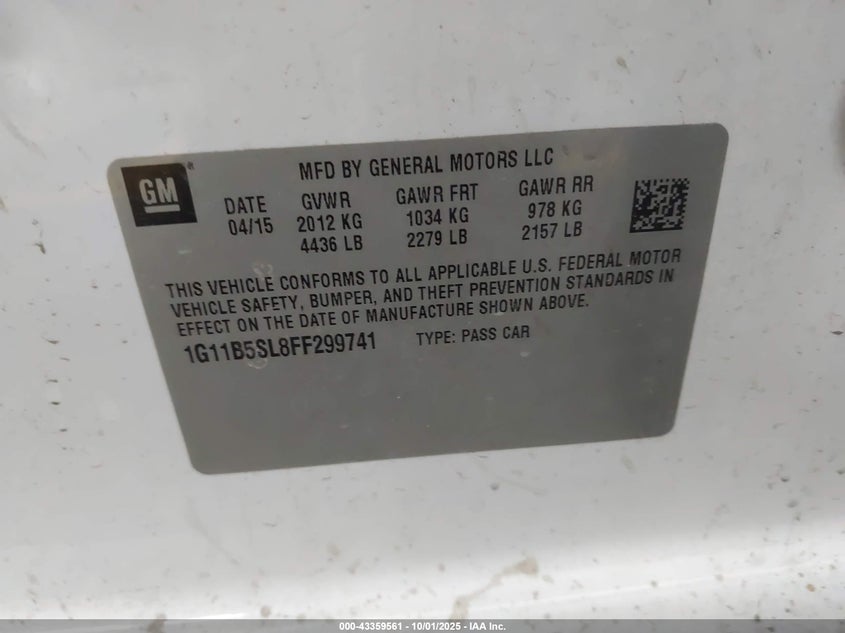 GM
MFD BY GENERAL MOTORS LLC
DATE GVWR GAWR FRT GAWR RR
04/15 2012 KG 1034 KG 978 KG
4436 LB 2279 LB 2157 LB
THIS VEHICLE CONFORMS TO ALL APPLICABLE U.S. FEDERAL MOTOR
VEHICLE SAFETY, BUMPER, AND THEFT PREVENTION STANDARDS IN
EFFECT ON THE DATE OF MANUFACTURE SHOWN ABOVE.
1G11B5SL8FF299741 TYPE: PASS CAR
000-43359561 | 10/01/2025 - IAA Inc.